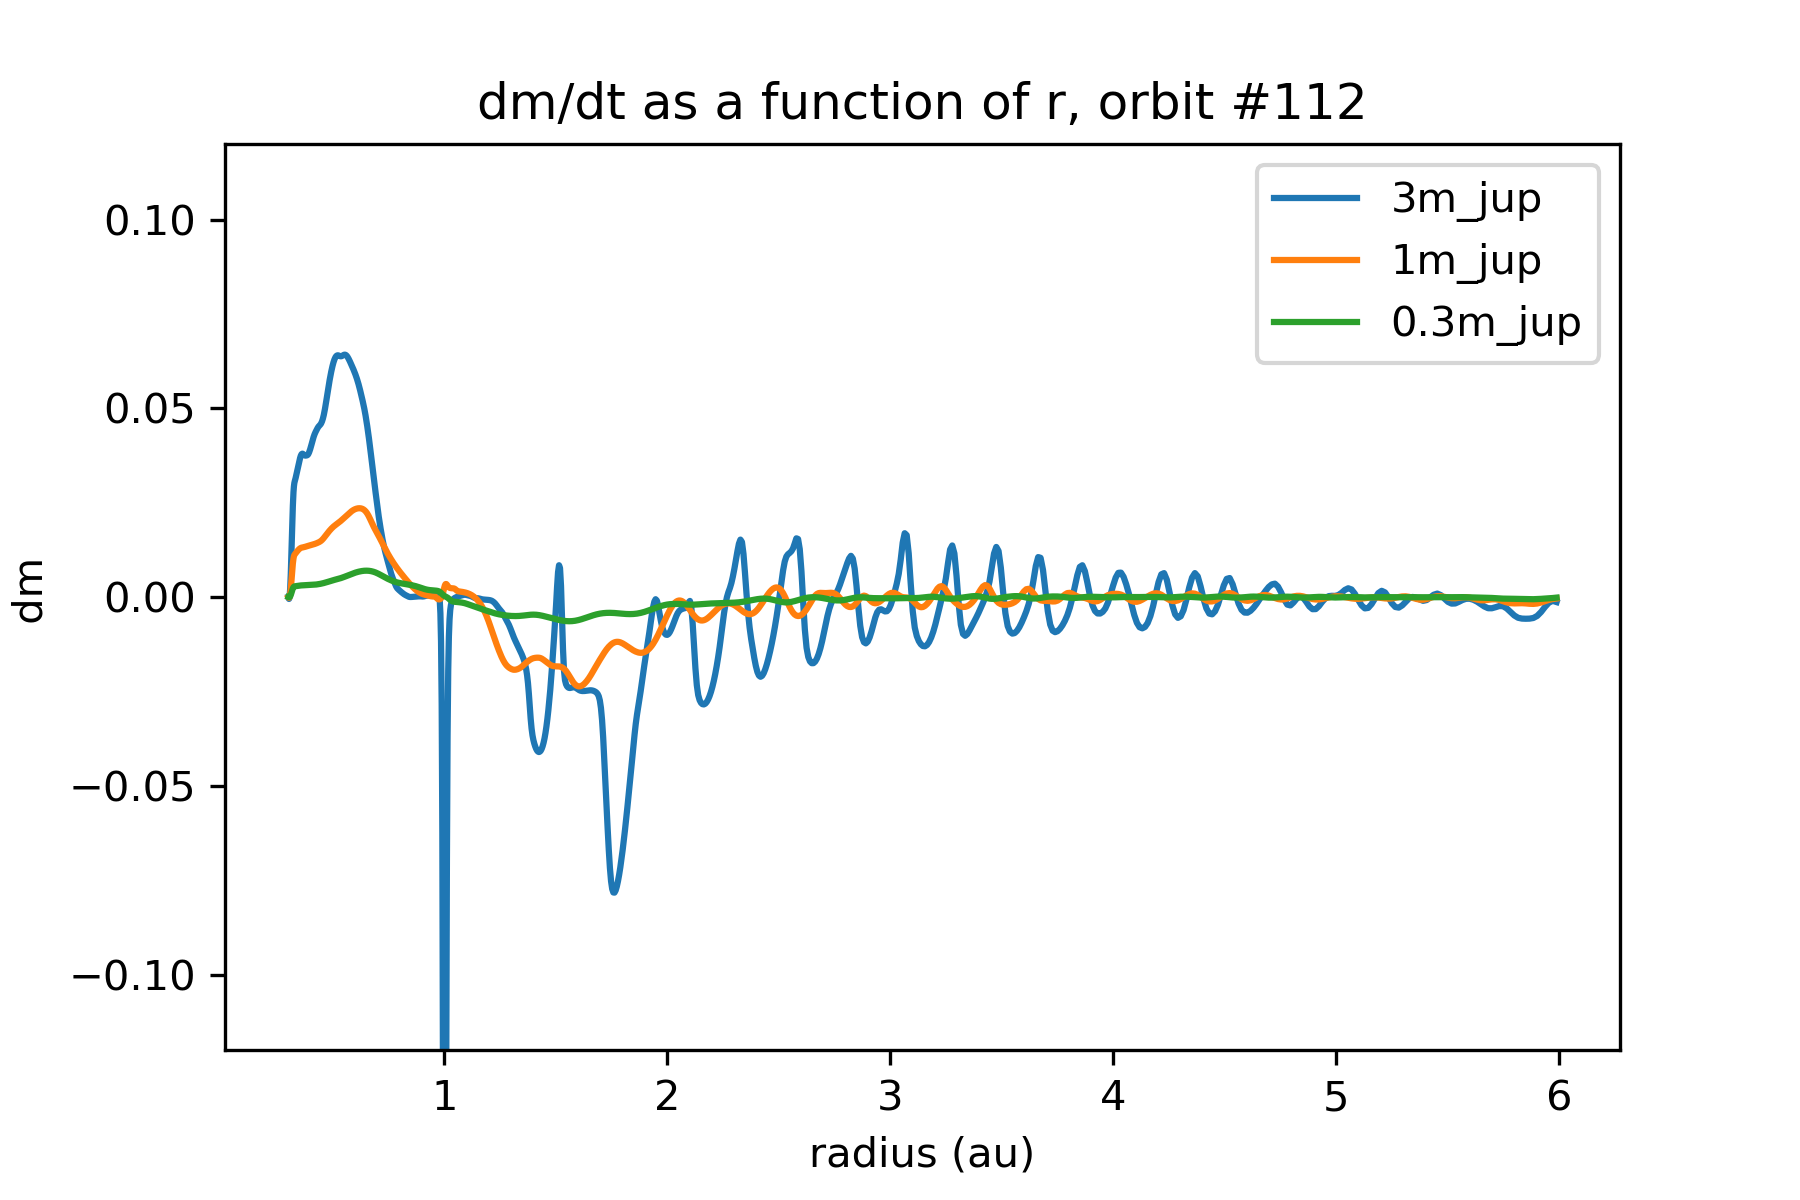 dm/dt as a function of r, orbit #112
3m_jup
1m_jup
0.3m_jup
dm
0.10
0.05
0.00
−0.05
−0.10
1 2 3 4 5 6
radius (au)